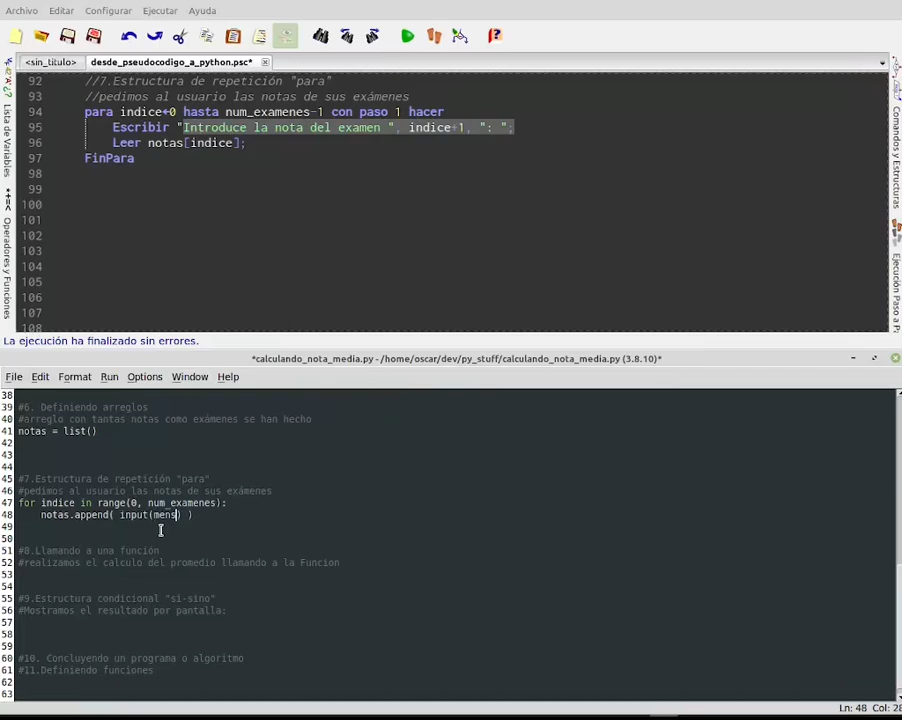 Archivo Editar Configurar Ejecutar Ayuda
<sin_titulo> desde_pseudocodigo_a_python.psc*
92 //7.Estructura de repetición "para"
93 //pedimos al usuario las notas de sus exámenes
94 para indice←0 hasta num_examenes-1 con paso 1 hacer
95 Escribir "Introduce la nota del examen ", indice+1, ": ",
96 Leer notas[indice];
97 FinPara
98
99
100
101
102
103
104
105
106
107
108
Lista de Variables
Operadores y Funciones
Comandos y Estructuras
Ejecución Paso a P
La ejecución ha finalizado sin errores.
*calculando_nota_media.py - /home/oscar/dev/py_stuff/calculando_nota_media.py (3.8.10)*
File Edit Format Run Options Window Help
38
39 #6. Definiendo arreglos
40 #arreglo con tantas notas como exámenes se han hecho
41 notas = list()
42
43
44
45 #7.Estructura de repetición "para"
46 #pedimos al usuario las notas de sus exámenes
47 for indice in range(0, num_examenes):
48 notas.append( input(mens) )
49
50
51 #8.Llamando a una función
52 #realizamos el calculo del promedio llamando a la Funcion
53
54
55 #9.Estructura condicional "si-sino"
56 #Mostramos el resultado por pantalla:
57
58
59
60 #10. Concluyendo un programa o algoritmo
61 #11.Definiendo funciones
62
63
Ln: 48 Col: 28